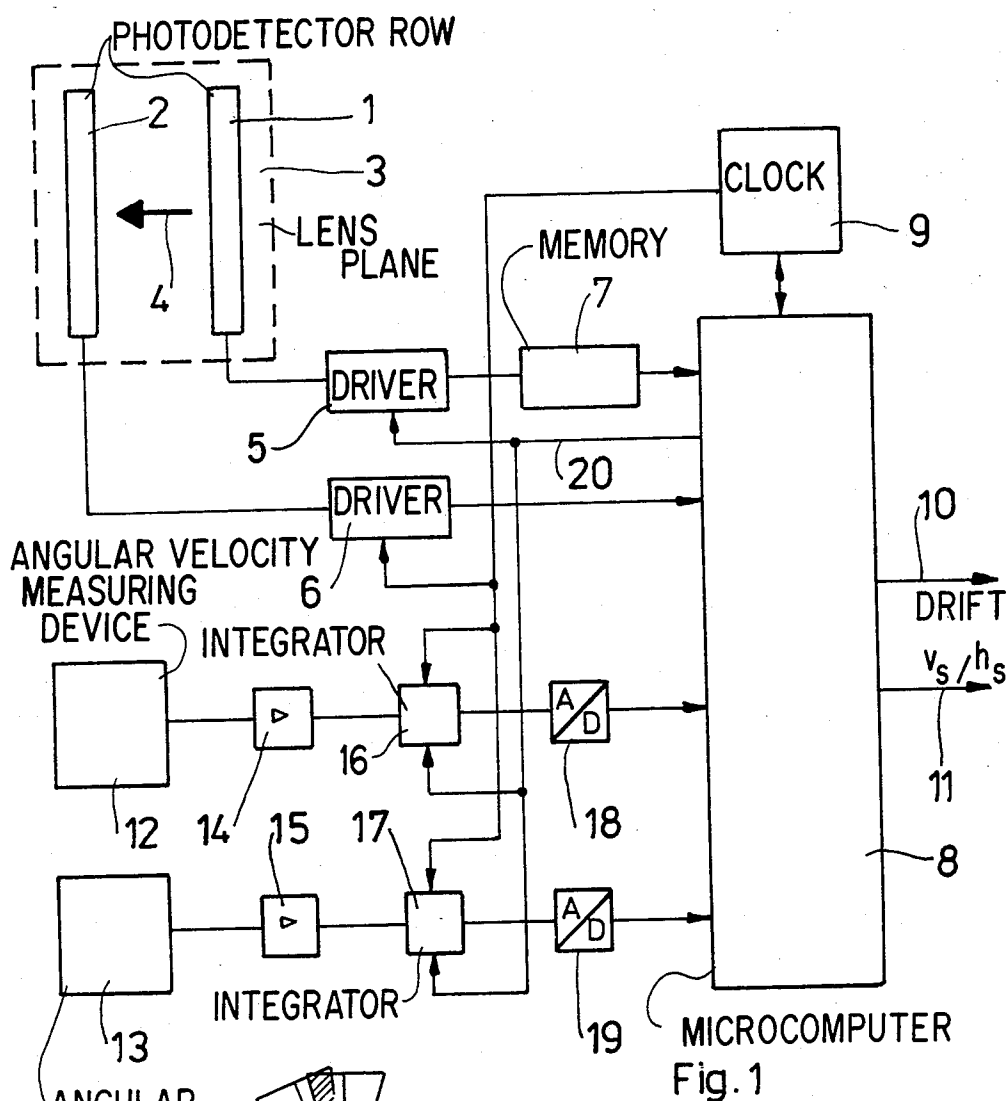 PHOTODETECTOR ROW
2
1
3
CLOCK
4
LENS
PLANE
9
MEMORY
7
DRIVER
5
20
DRIVER
6
10
DRIFT
ANGULAR VELOCITY
MEASURING
DEVICE
INTEGRATOR
vs/hs
11
A/D
16
12
14
18
15
17
8
A/D
INTEGRATOR
13
19
MICROCOMPUTER
Fig. 1
ANGULAR